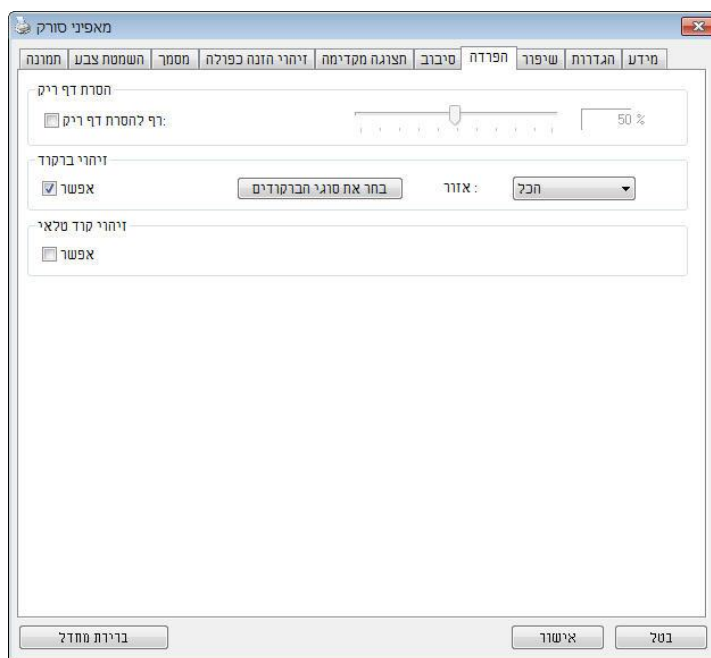 מאפיני סורק
תמונה | השמטת צבע | מסמך | זיהוי הזנה כפולה | תצוגה מקדימה | סיבוב | הפרדה | שיפור | הגדרות | מידע
הסרת דף ריק
רף להסרת דף ריק:
50 %
זיהוי ברקוד
אפשר
בחר את סוגי הברקודים
אזור :
הכל
זיהוי קוד טלאי
אפשר
ברירת מחדל
אישור
בטל